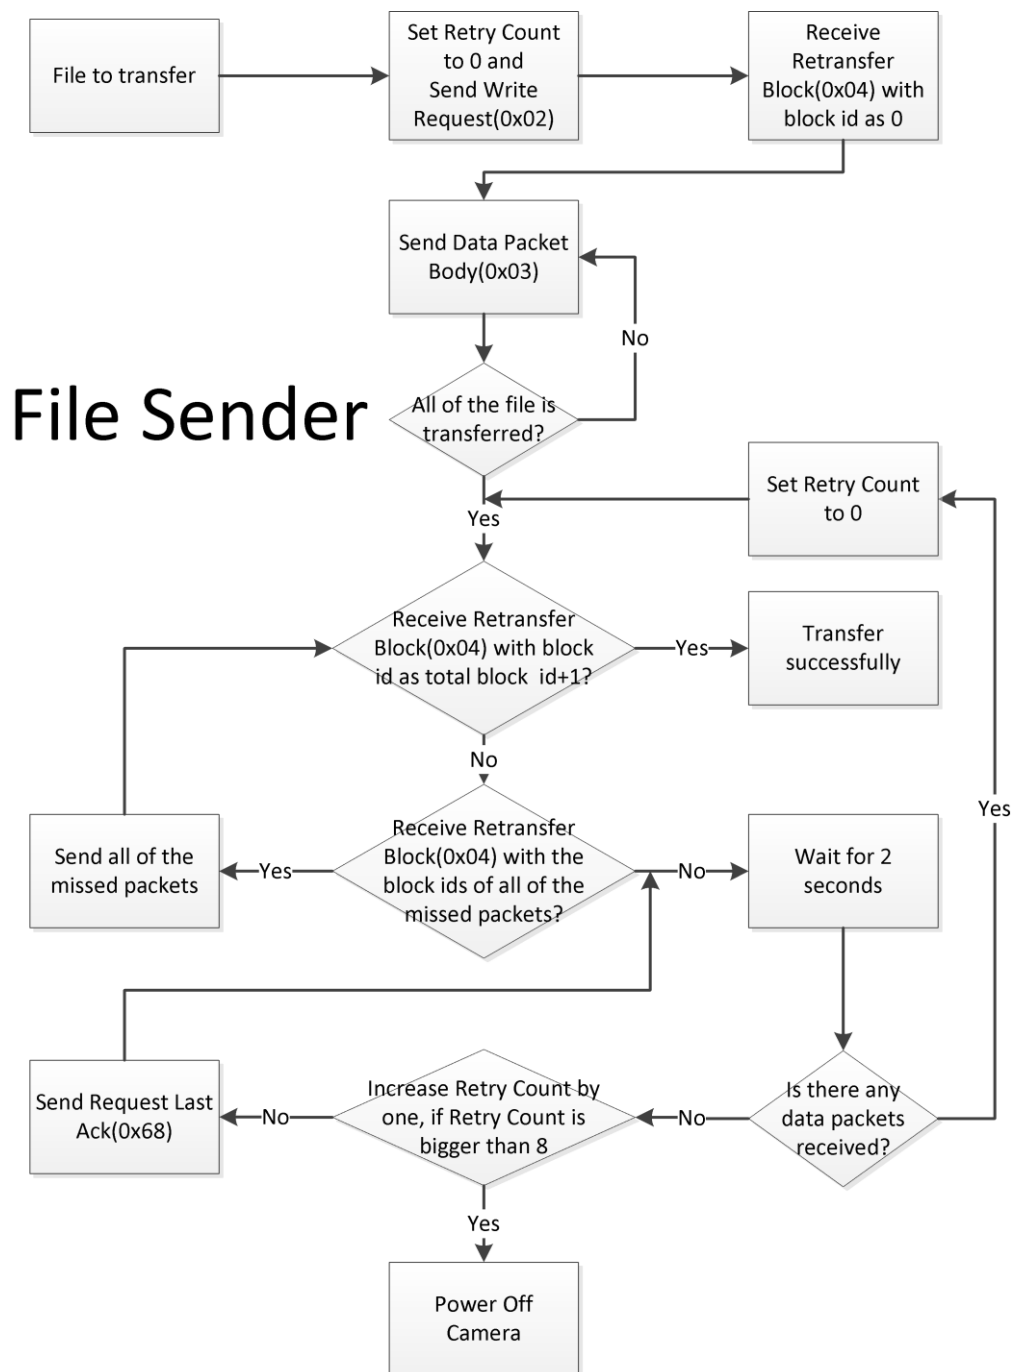 File to transfer
Set Retry Count
to 0 and
Send Write
Request(0x02)
Receive
Retransfer
Block(0x04) with
block id as 0
Send Data Packet
Body(0x03)
No
File Sender
All of the file is
transferred?
Set Retry Count
to 0
Yes
Receive Retransfer
Block(0x04) with block
id as total block id+1?
Yes
Transfer
successfully
No
Yes
Send all of the
missed packets
Yes
Receive Retransfer
Block(0x04) with the
block ids of all of the
missed packets?
No
Wait for 2
seconds
Send Request Last
Ack(0x68)
No
Increase Retry Count by
one, if Retry Count is
bigger than 8
No
Is there any
data packets
received?
Yes
Power Off
Camera